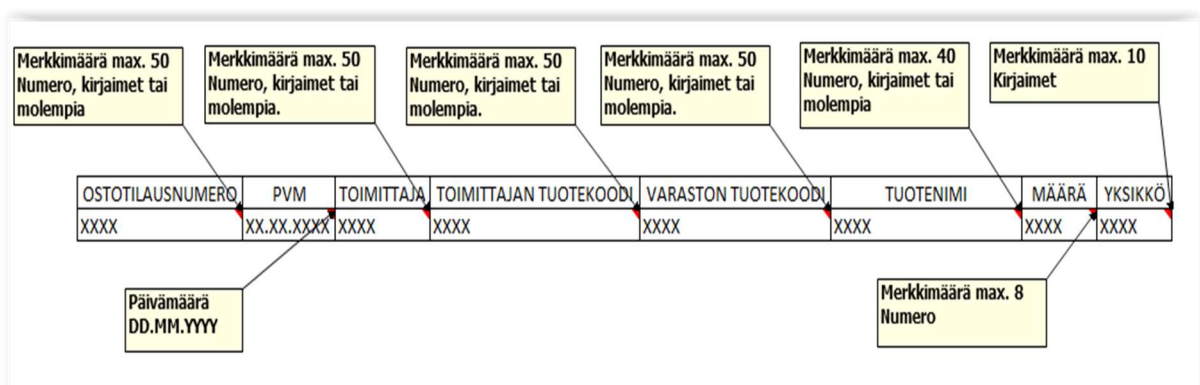 Merkkimäärä max. 50
Numero, kirjaimet tai
molempia
Merkkimäärä max. 50
Numero, kirjaimet tai
molempia.
Merkkimäärä max. 50
Numero, kirjaimet tai
molempia.
Merkkimäärä max. 50
Numero, kirjaimet tai
molempia.
Merkkimäärä max. 40
Numero, kirjaimet tai
molempia
Merkkimäärä max. 10
Kirjaimet
OSTOTILAUSNUMERO PVM TOIMITTAJA TOIMITTAJAN TUOTEKOODI VARASTON TUOTEKOODI TUOTENIMI MÄÄRÄ YKSIKKÖ
XXXX XX.XX.XXXX XXXX XXXX XXXX XXXX XXXX XXXX
Päivämäärä
DD.MM.YYYY
Merkkimäärä max. 8
Numero